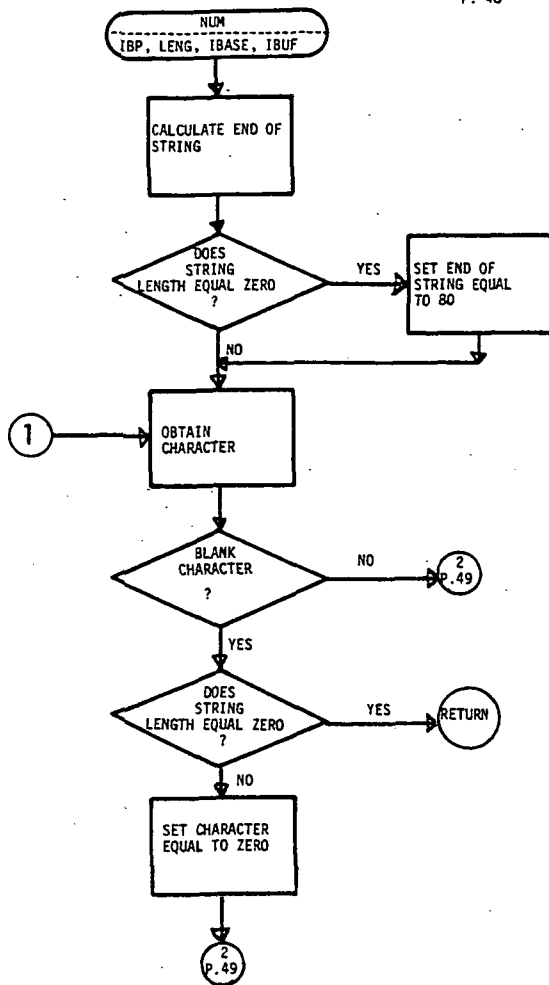 NUM
IBP, LENG, IBASE, IBUF
CALCULATE END OF
STRING
DOES
STRING
LENGTH EQUAL ZERO
?
YES
SET END OF
STRING EQUAL
TO 80
NO
1
OBTAIN
CHARACTER
BLANK
CHARACTER
?
NO
2
P.49
YES
DOES
STRING
LENGTH EQUAL ZERO
?
YES
RETURN
NO
SET CHARACTER
EQUAL TO ZERO
2
P.49